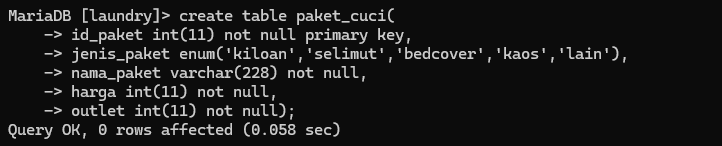 MariaDB [laundry]> create table paket_cuci(
    -> id_paket int(11) not null primary key,
    -> jenis_paket enum('kiloan','selimut','bedcover','kaos','lain'),
    -> nama_paket varchar(228) not null,
    -> harga int(11) not null,
    -> outlet int(11) not null);
Query OK, 0 rows affected (0.058 sec)